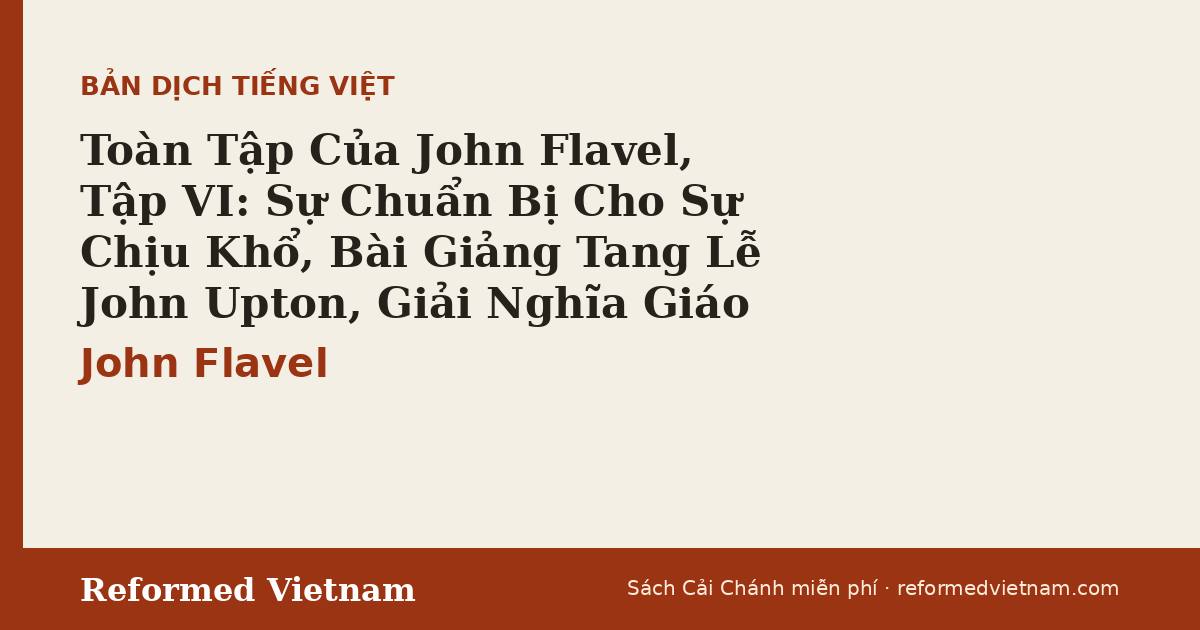 BẢN DỊCH TIẾNG VIỆT
Toàn Tập Của John Flavel,
Tập VI: Sự Chuẩn Bị Cho Sự
Chịu Khổ, Bài Giảng Tang Lễ
John Upton, Giải Nghĩa Giáo
John Flavel
Reformed Vietnam
Sách Cải Chánh miễn phí · reformedvietnam.com